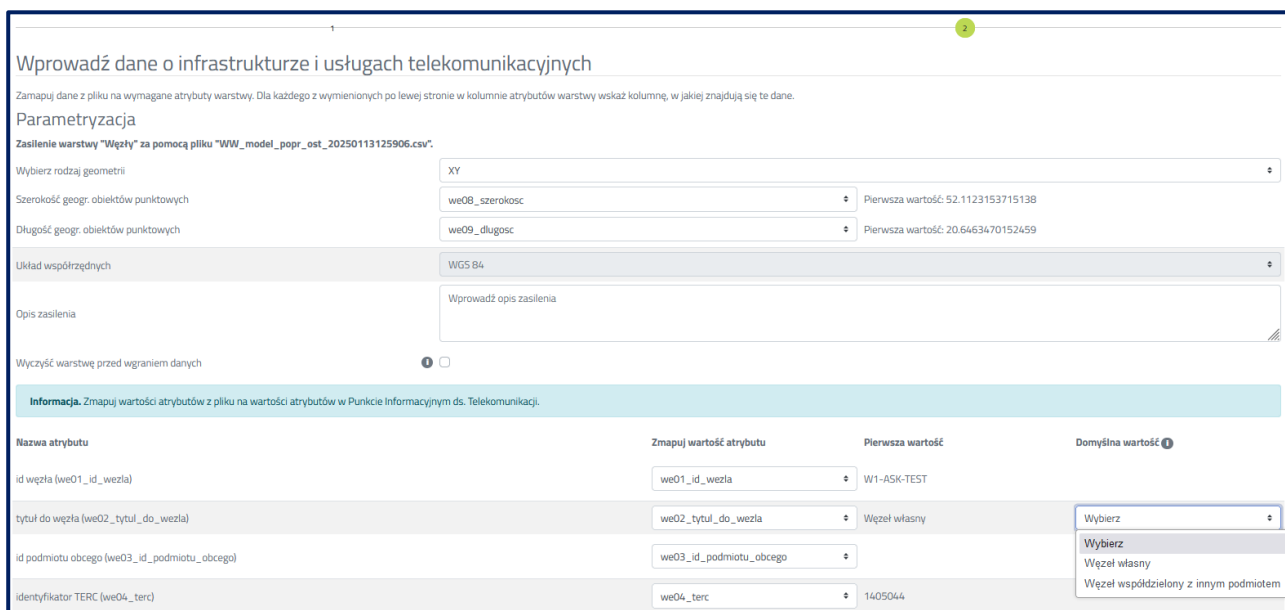 1 2
Wprowadź dane o infrastrukturze i usługach telekomunikacyjnych
Zamapuj dane z pliku na wymagane atrybuty warstwy. Dla każdego z wymienionych po lewej stronie w kolumnie atrybutów warstwy wskaż kolumnę, w jakiej znajdują się te dane.
Parametryzacja
Zasilenie warstwy "Węzły" za pomocą pliku "WW_model_popr_ost_20250113125906.csv".
Wybierz rodzaj geometrii XY
Szerokość geogr. obiektów punktowych we08_szerokosc Pierwsza wartość: 52.1123153715138
Długość geogr. obiektów punktowych we09_dlugosc Pierwsza wartość: 20.6463470152459
Układ współrzędnych WGS 84
Wprowadź opis zasilenia
Opis zasilenia
Wyczyść warstwę przed wgraniem danych
Informacja. Zmapuj wartości atrybutów z pliku na wartości atrybutów w Punkcie Informacyjnym ds. Telekomunikacji.
Nazwa atrybutu Zmapuj wartość atrybutu Pierwsza wartość Domyślna wartość
id węzła (we01_id_wezla) we01_id_wezla W1-ASK-TEST
tytuł do węzła (we02_tytul_do_wezla) we02_tytul_do_wezla Węzeł własny Wybierz
Wybierz
id podmiotu obcego (we03_id_podmiotu_obcego) we03_id_podmiotu_obcego Węzeł własny
Węzeł współdzielony z innym podmiotem
identyfikator TERC (we04_terc) we04_terc 1405044